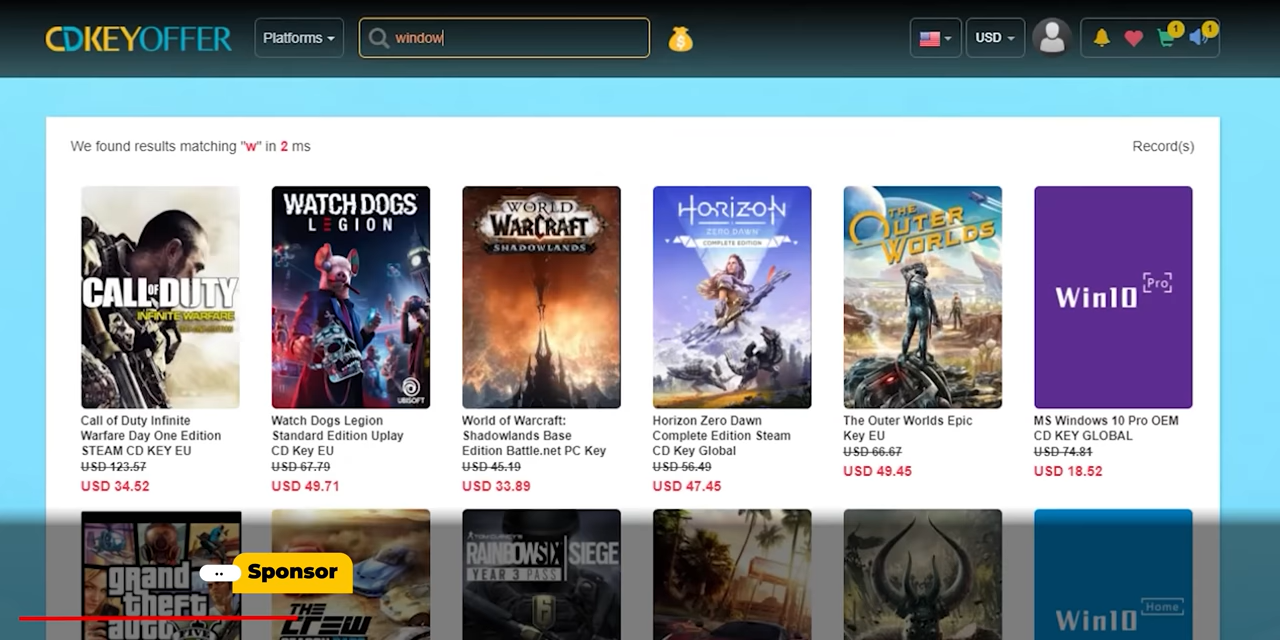 CDKEYOFFER
Platforms
window
USD
1
1
We found results matching "w" in 2 ms
Record(s)
CALL OF DUTY
INFINITE WARFARE
WATCH DOGS
LEGION
UBISOFT
WORLD
OF
WARCRAFT
SHADOWLANDS
HORIZON
ZERO DAWN
COMPLETE EDITION
THE
OUTER
WORLDS
Win10 Pro
Call of Duty Infinite
Warfare Day One Edition
STEAM CD KEY EU
USD 123.57
USD 34.52
Watch Dogs Legion
Standard Edition Uplay
CD Key EU
USD 67.79
USD 49.71
World of Warcraft:
Shadowlands Base
Edition Battle.net PC Key
USD 45.19
USD 33.89
Horizon Zero Dawn
Complete Edition Steam
CD Key Global
USD 56.49
USD 47.45
The Outer Worlds Epic
Key EU
USD 66.67
USD 49.45
MS Windows 10 Pro OEM
CD KEY GLOBAL
USD 74.81
USD 18.52
grand
theft
auto
FIVE
THE
CREW
TOM CLANCY'S
RAINBOWSIX SIEGE
YEAR 3 PASS
6
Win10 Home
Sponsor